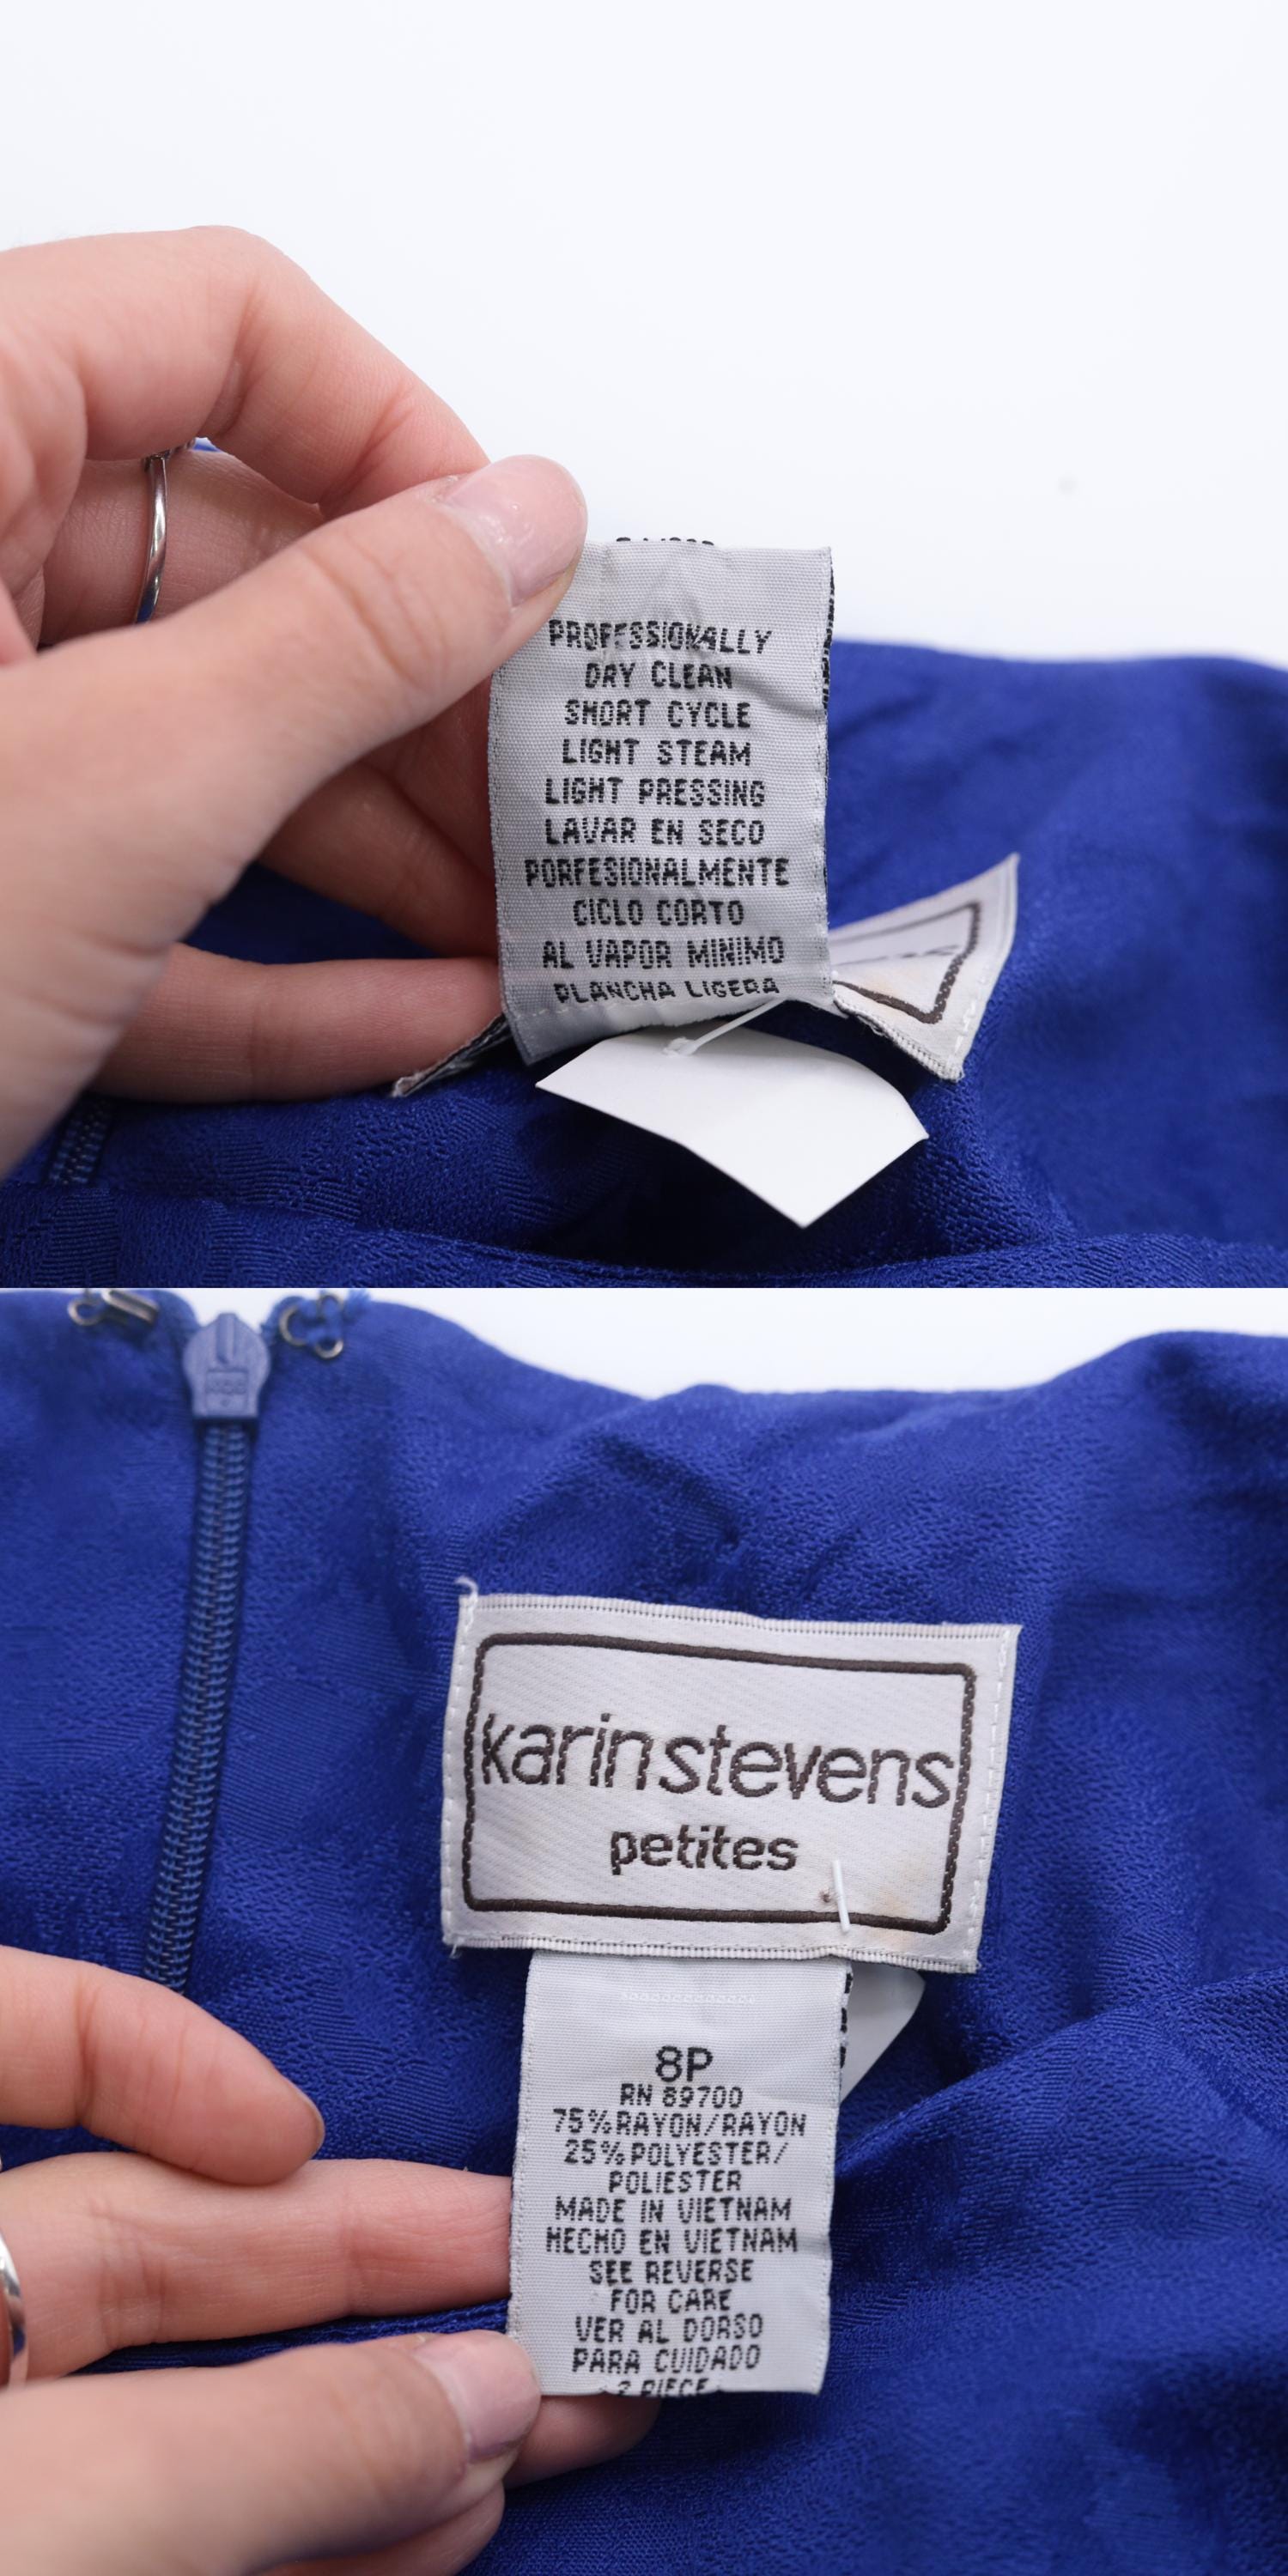 PROFESSIONALLY
DRY CLEAN
SHORT CYCLE
LIGHT STEAM
LIGHT PRESSING
LAVAR EN SECO
PORFESIONALMENTE
CICLO CORTO
AL VAPOR MINIMO
PLANCHA LIGERA
karin stevens
petites
8P
RN 89700
75%RAYON/RAYON
25%POLYESTER/
POLIESTER
MADE IN VIETNAM
HECHO EN VIETNAM
SEE REVERSE
FOR CARE
VER AL DORSO
PARA CUIDADO
2 PIECE